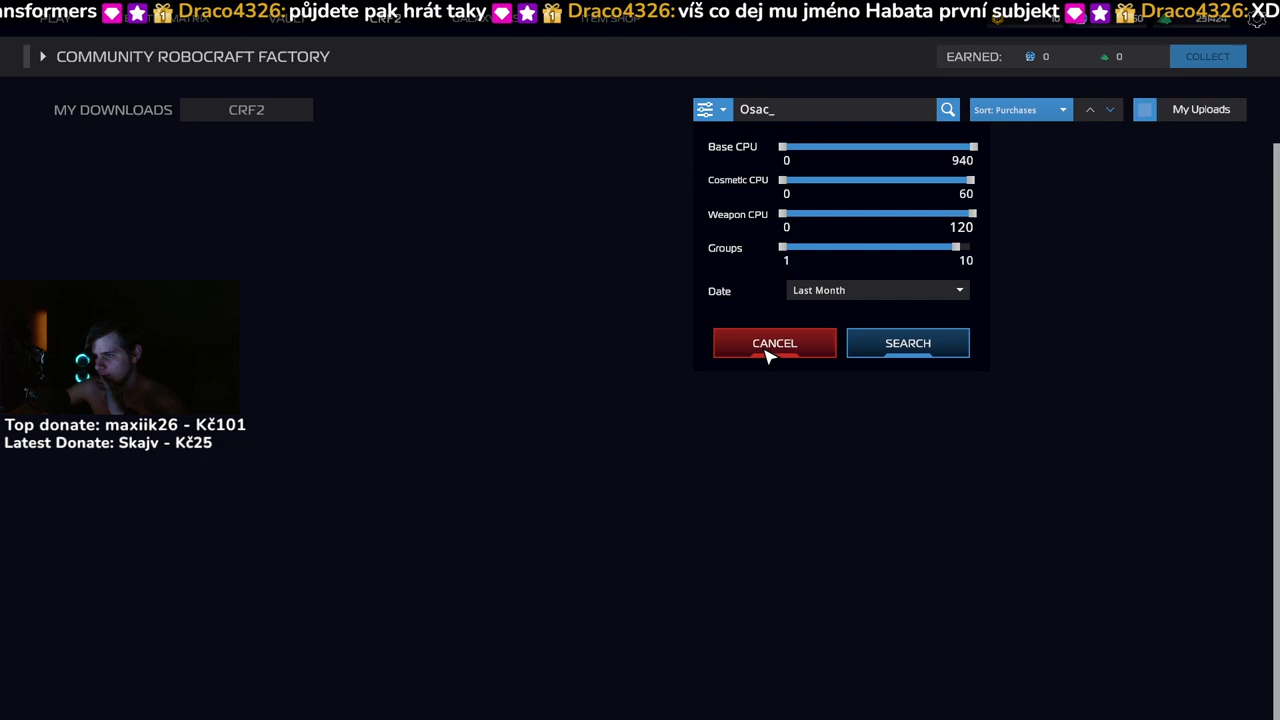 nsformers Draco4326: půjdete pak hrát taky Draco4326: víš co dej mu jméno Habata první subjekt Draco4326: XD
COMMUNITY ROBOCRAFT FACTORY
EARNED: 0 0 COLLECT
MY DOWNLOADS CRF2
Osac_ Sort: Purchases My Uploads
Base CPU
0 940
Cosmetic CPU
0 60
Weapon CPU
0 120
Groups
1 10
Date Last Month
CANCEL SEARCH
Top donate: maxiik26 - Kč101
Latest Donate: Skajv - Kč25